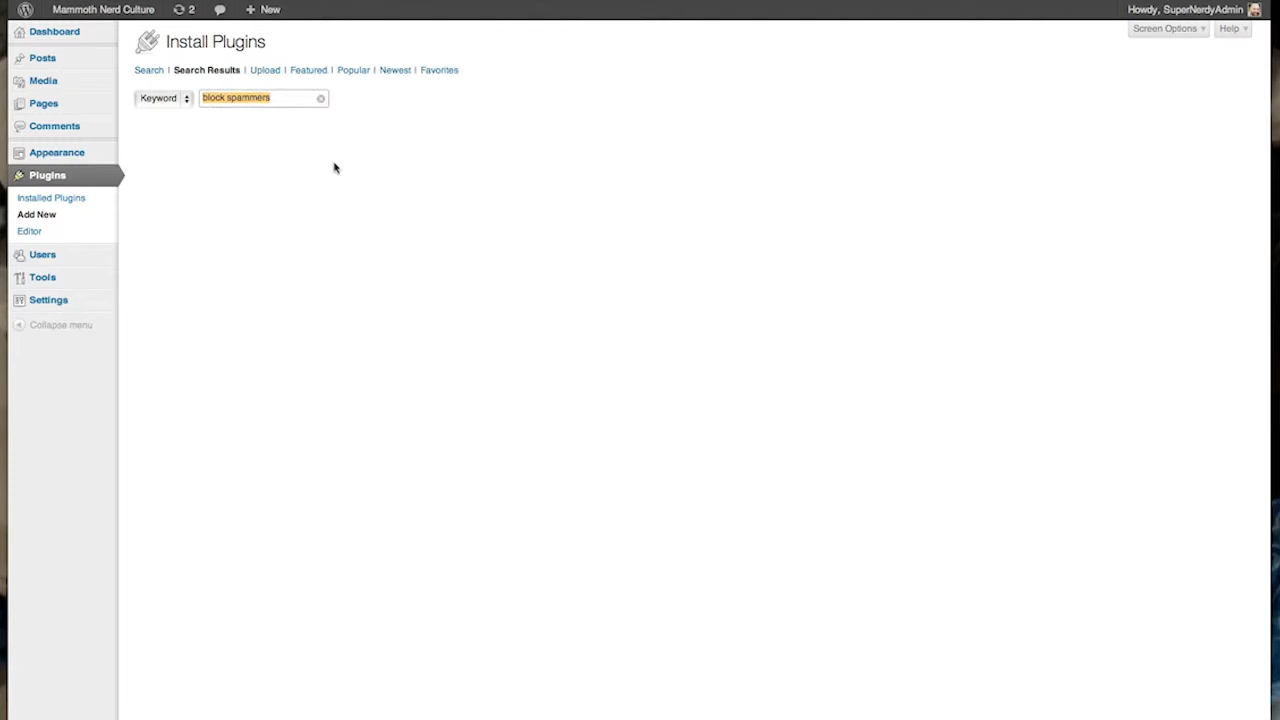 Mammoth Nerd Culture 2 New Howdy, SuperNerdyAdmin
Screen Options Help
Dashboard
Posts
Media
Pages
Comments
Appearance
Plugins
Installed Plugins
Add New
Editor
Users
Tools
Settings
Collapse menu
Install Plugins
Search | Search Results | Upload | Featured | Popular | Newest | Favorites
Keyword block spammers